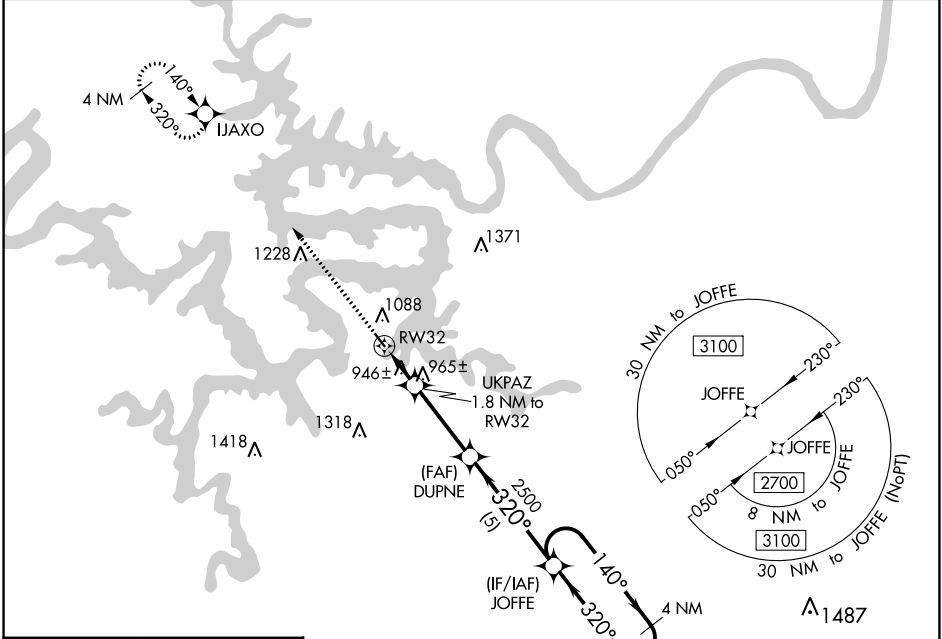 140°
4 NM
320°
IJAXO
1371
1228
1088
RW32
946±
965±
UKPAZ
1.8 NM to
RW32
1318
1418
(FAF)
DUPNE
2500
320°
(5)
(IF/IAF)
JOFFE
140°
4 NM
320°
30 NM to JOFFE
3100
230°
JOFFE
050°
230°
JOFFE
050°
2700
8 NM to JOFFE
3100
30 NM to JOFFE (NoPT)
1487